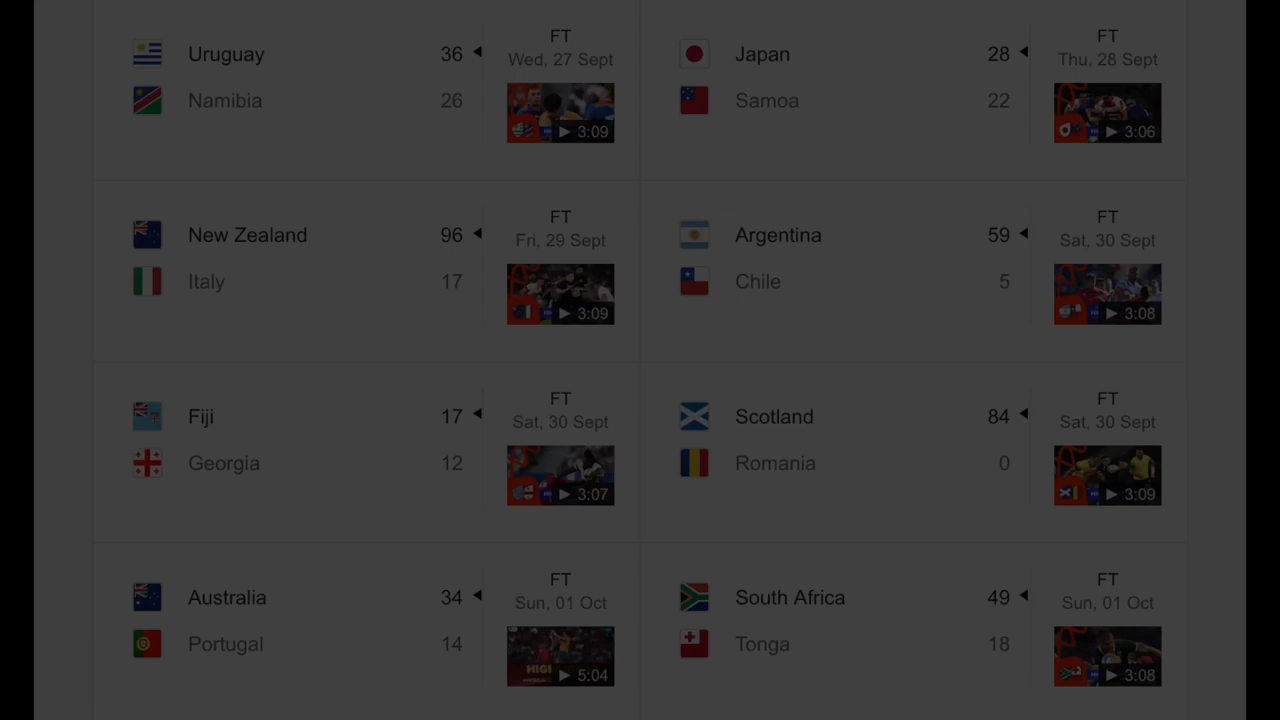 FT
Uruguay 36
Wed, 27 Sept
Namibia 26
3:09
FT
Japan 28
Thu, 28 Sept
Samoa 22
3:06
FT
New Zealand 96
Fri, 29 Sept
Italy 17
3:09
FT
Argentina 59
Sat, 30 Sept
Chile 5
3:08
FT
Fiji 17
Sat, 30 Sept
Georgia 12
3:07
FT
Scotland 84
Sat, 30 Sept
Romania 0
3:09
FT
Australia 34
Sun, 01 Oct
Portugal 14
HIGI
5:04
FT
South Africa 49
Sun, 01 Oct
Tonga 18
3:08